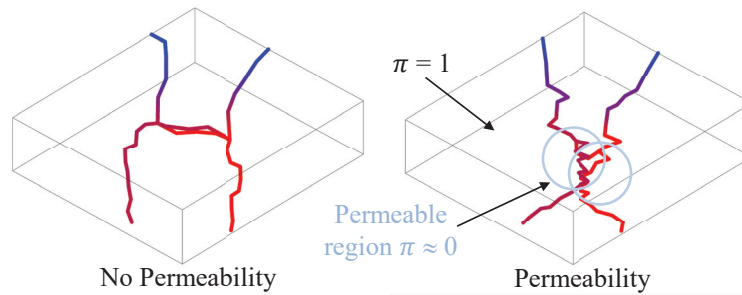 π = 1
Permeable
region π ≈ 0
No Permeability
Permeability